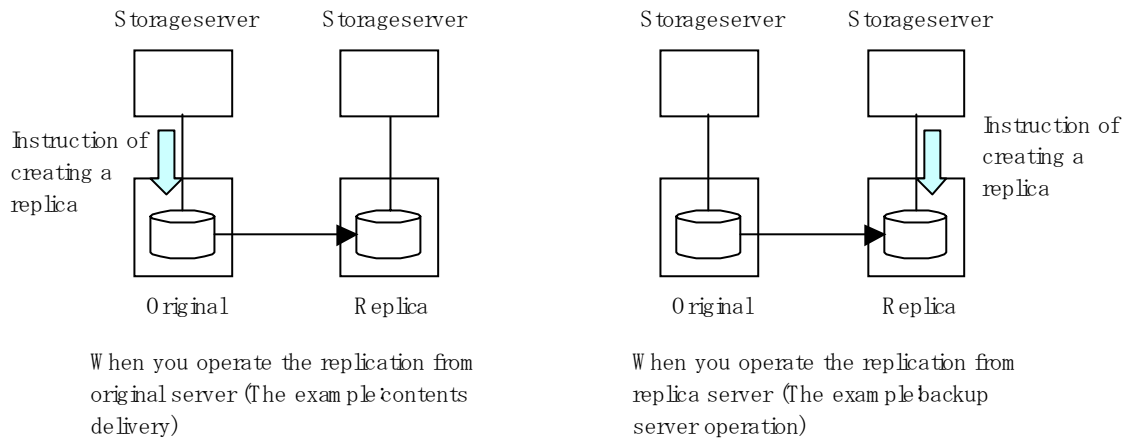 Storageserver
Storageserver
Instruction of
creating a
replica
Original
Replica
When you operate the replication from
original server (The example:contents
delivery)
Storageserver
Storageserver
Instruction of
creating a
replica
Original
Replica
When you operate the replication from
replica server (The example:backup
server operation)